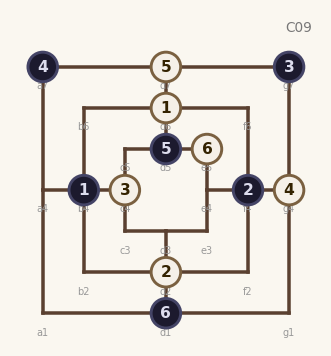 C09
4 5 3
a7 d7 g7
1
b6 d6 f6
5 6
c5 d5 e5
1 3 2 4
a4 b4 c4 e4 f4 g4
c3 d3 e3
2
b2 d2 f2
6
a1 d1 g1